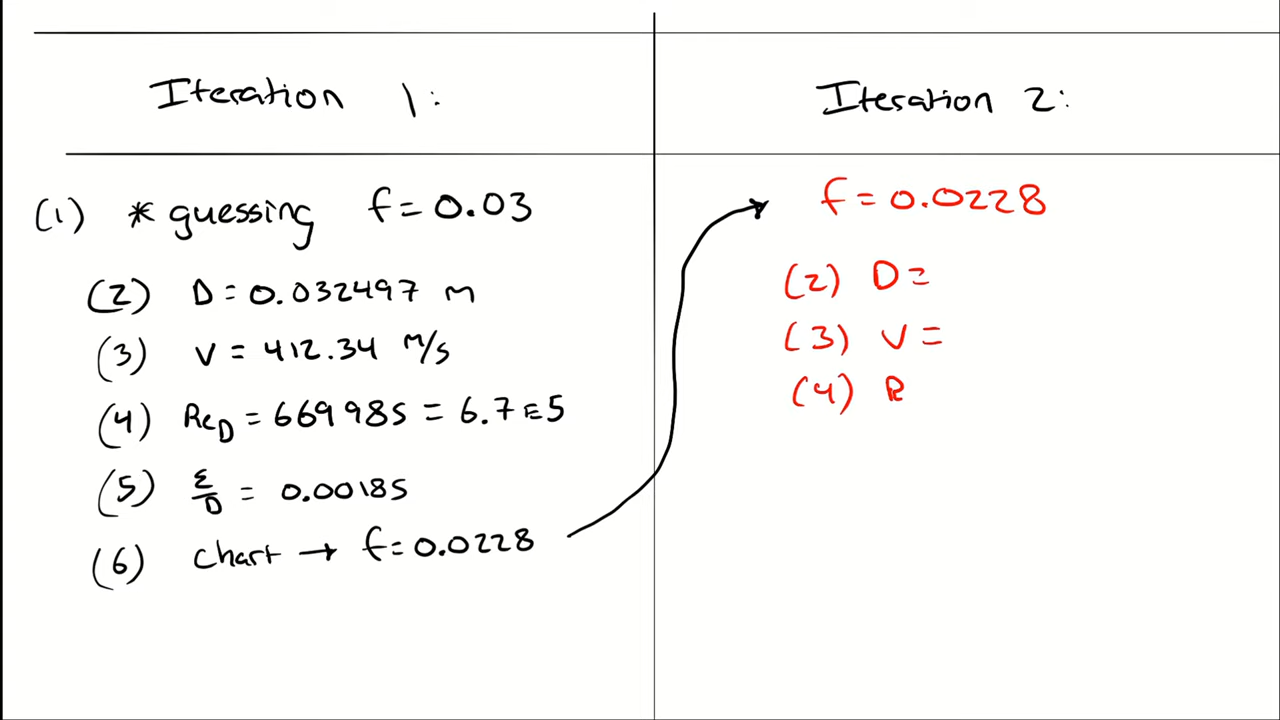 Iteration 1:
(1) * guessing f = 0.03
(2) D = 0.032497 m
(3) V = 412.34 m/s
(4) Re_D = 669985 = 6.7E5
(5) ε/D = 0.00185
(6) Chart → f = 0.0228
Iteration 2:
f = 0.0228
(2) D =
(3) V =
(4) R